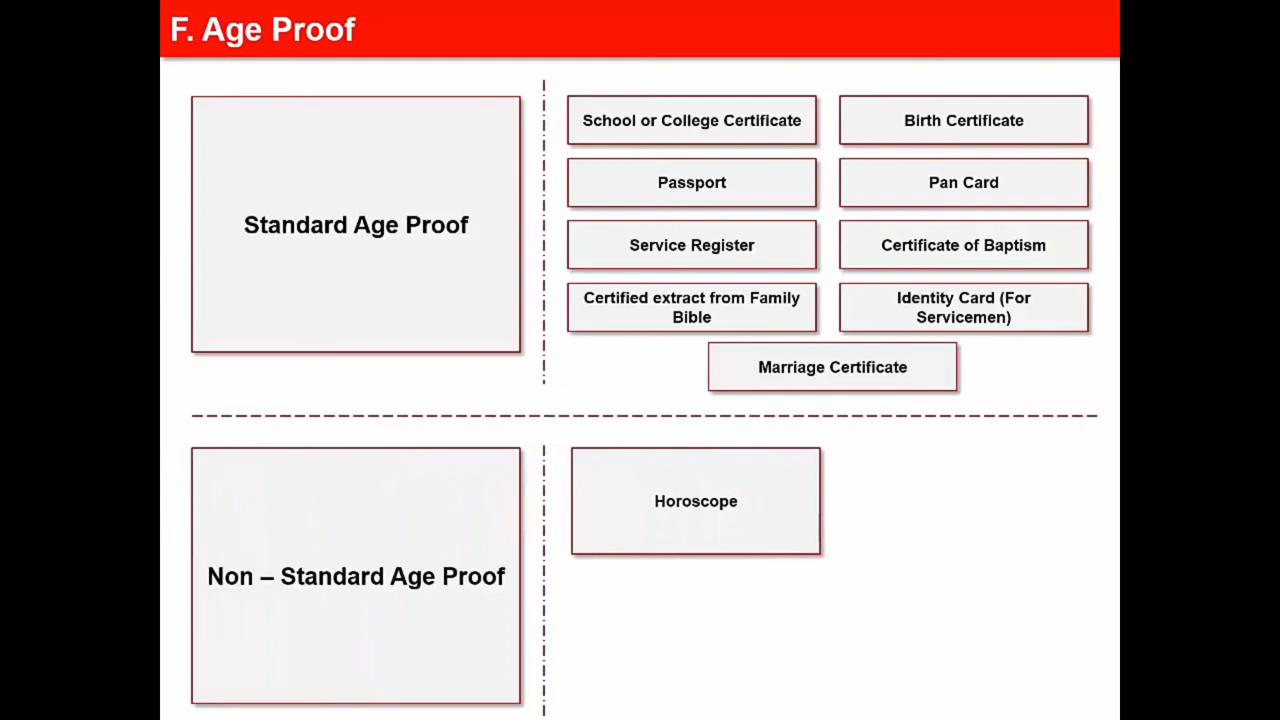 F. Age Proof
Standard Age Proof
School or College Certificate
Birth Certificate
Passport
Pan Card
Service Register
Certificate of Baptism
Certified extract from Family
Bible
Identity Card (For
Servicemen)
Marriage Certificate
Non – Standard Age Proof
Horoscope